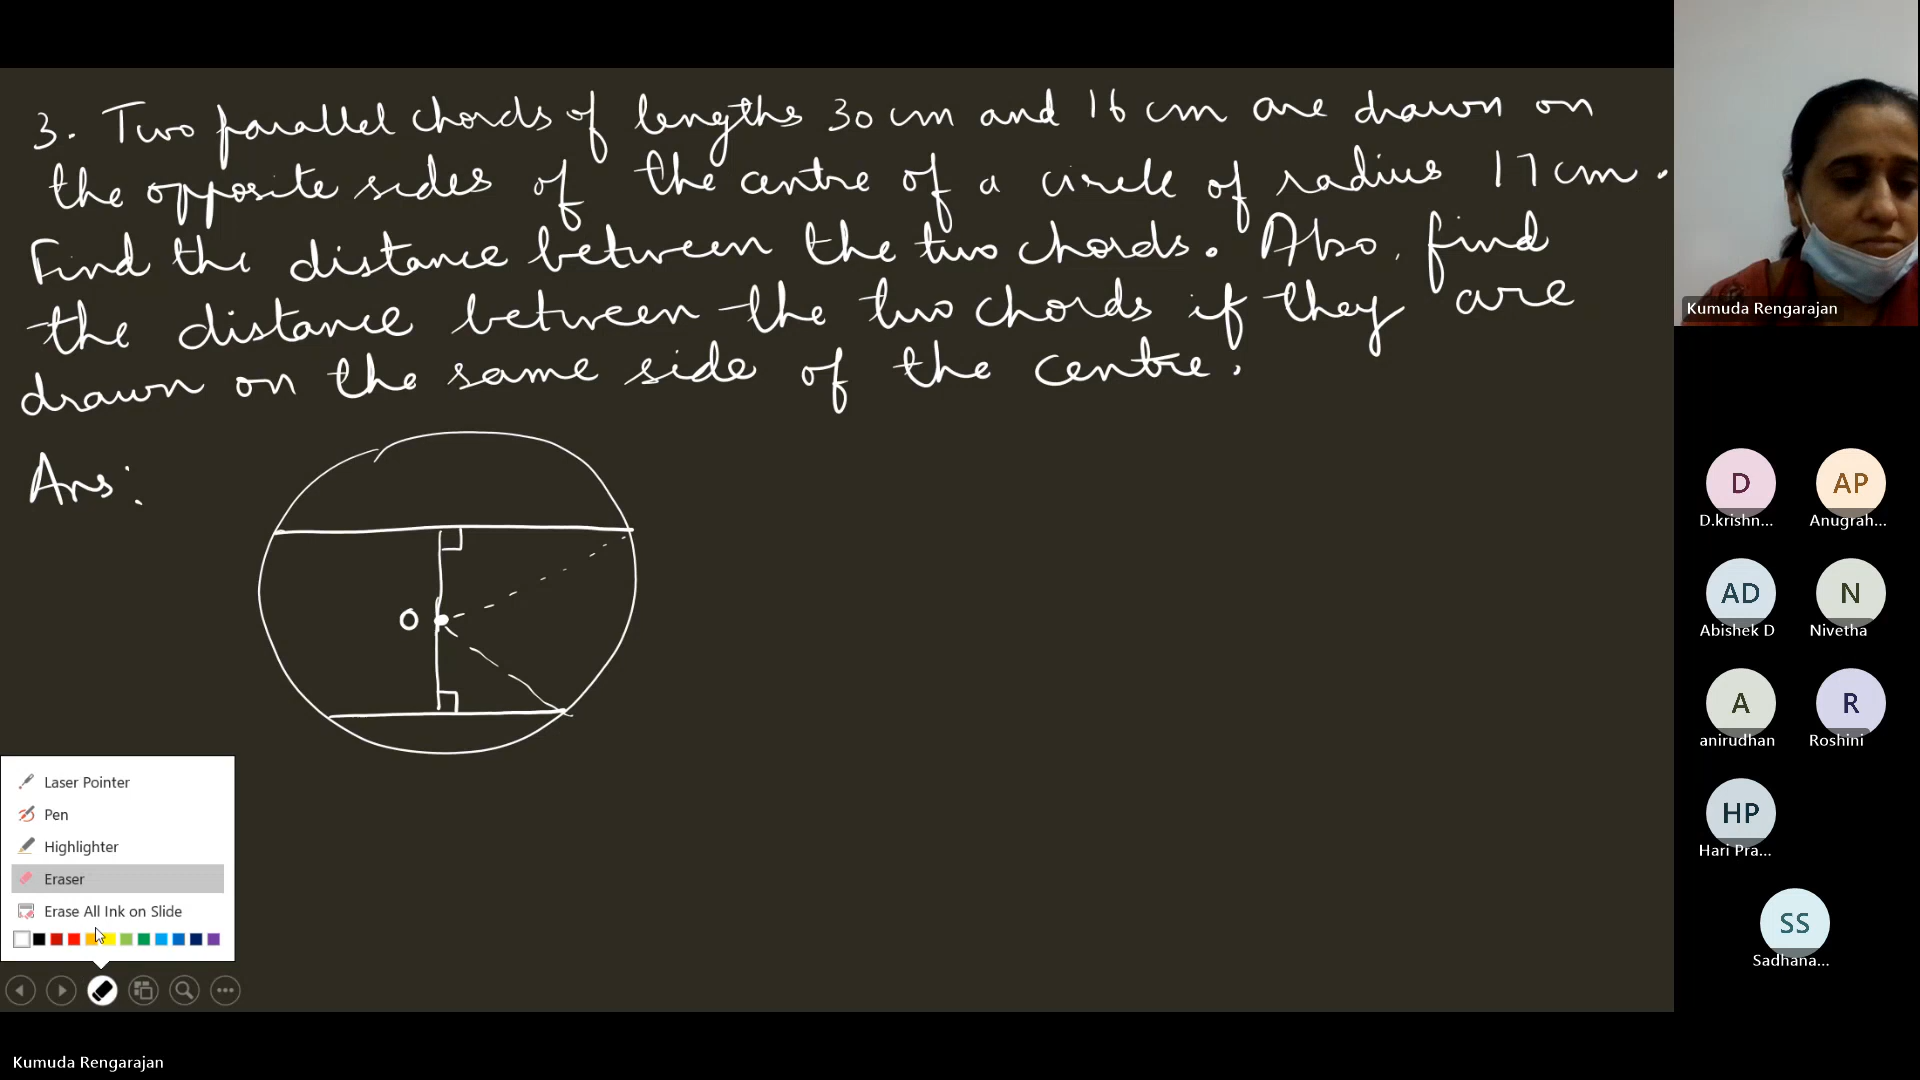 3. Two parallel chords of lengths 30 cm and 16 cm are drawn on
the opposite sides of the centre of a circle of radius 17 cm.
Find the distance between the two chords. Also, find
the distance between the two chords if they are
drawn on the same side of the centre.
Ans:
O
Laser Pointer
Pen
Highlighter
Eraser
Erase All Ink on Slide
Kumuda Rengarajan
Kumuda Rengarajan
D
AP
D.krishn...
Anugrah...
AD
N
Abishek D
Nivetha
A
R
anirudhan
Roshini
HP
Hari Pra...
SS
Sadhana...